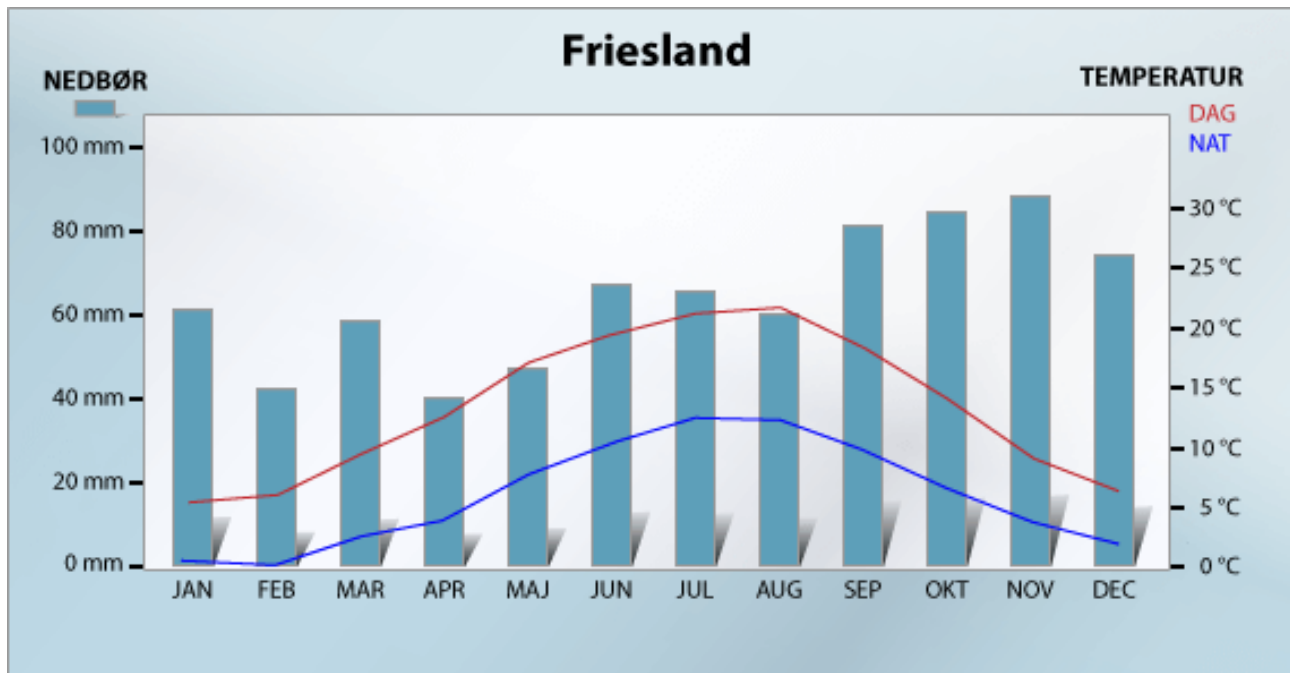 Friesland
NEDBØR
TEMPERATUR
DAG
NAT
100 mm
80 mm
60 mm
40 mm
20 mm
0 mm
30 °C
25 °C
20 °C
15 °C
10 °C
5 °C
0 °C
JAN FEB MAR APR MAJ JUN JUL AUG SEP OKT NOV DEC